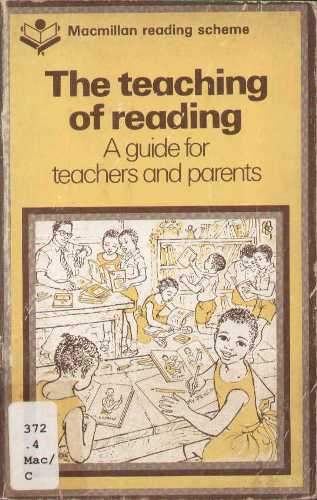 Macmillan reading scheme
The teaching
of reading
A guide for
teachers and parents
372
.4
Mac/
C